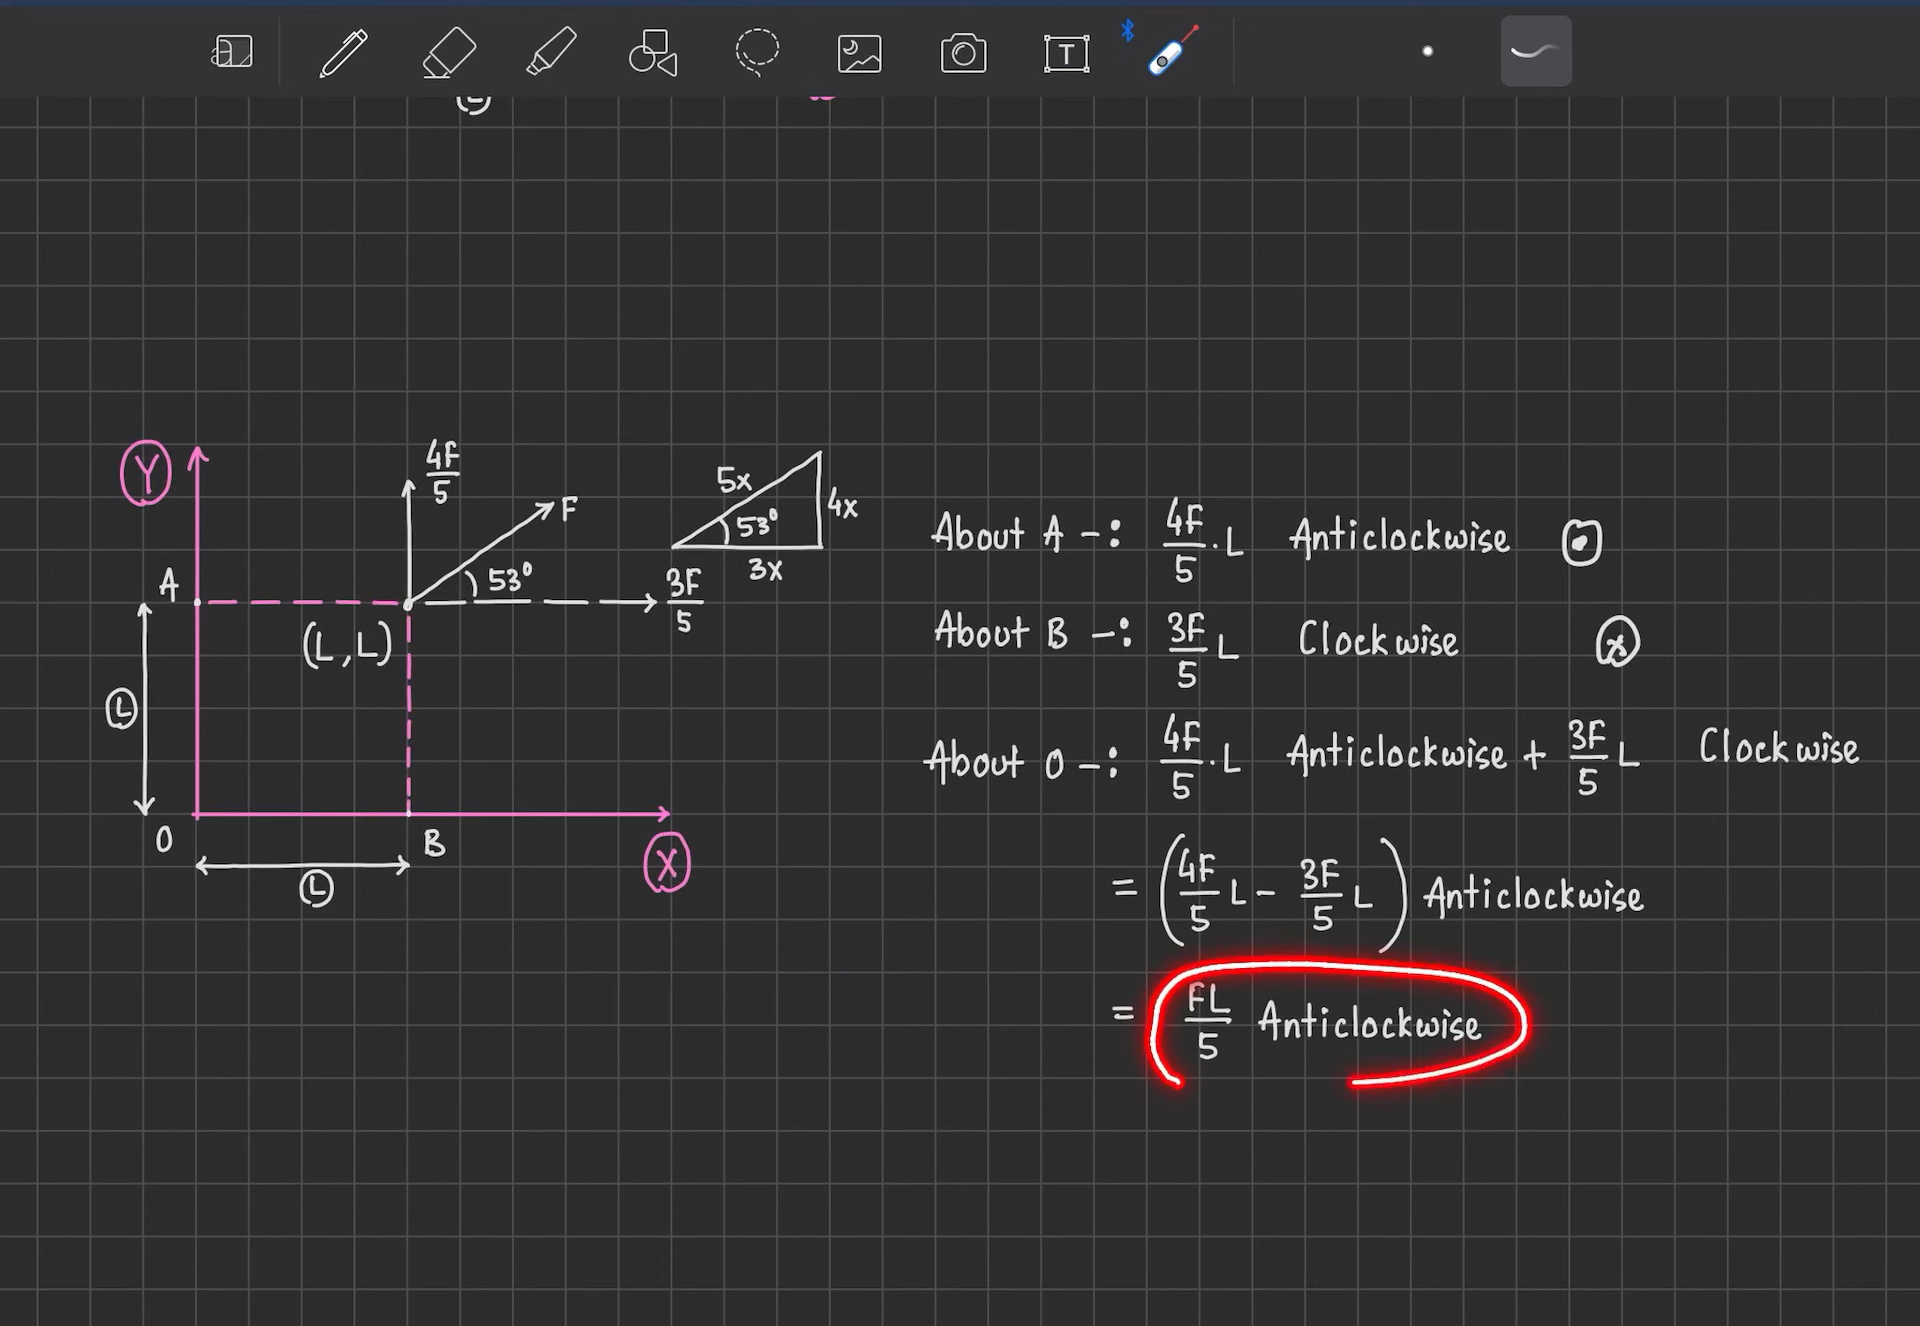 T
Y
4F/5
F
53°
5x
4x
53°
3x
3F/5
A
(L,L)
L
O
B
X
L
About A -: 4F/5 . L Anticlockwise
About B -: 3F/5 L Clockwise
About O -: 4F/5 . L Anticlockwise + 3F/5 L Clockwise
= (4F/5 L - 3F/5 L) Anticlockwise
= FL/5 Anticlockwise